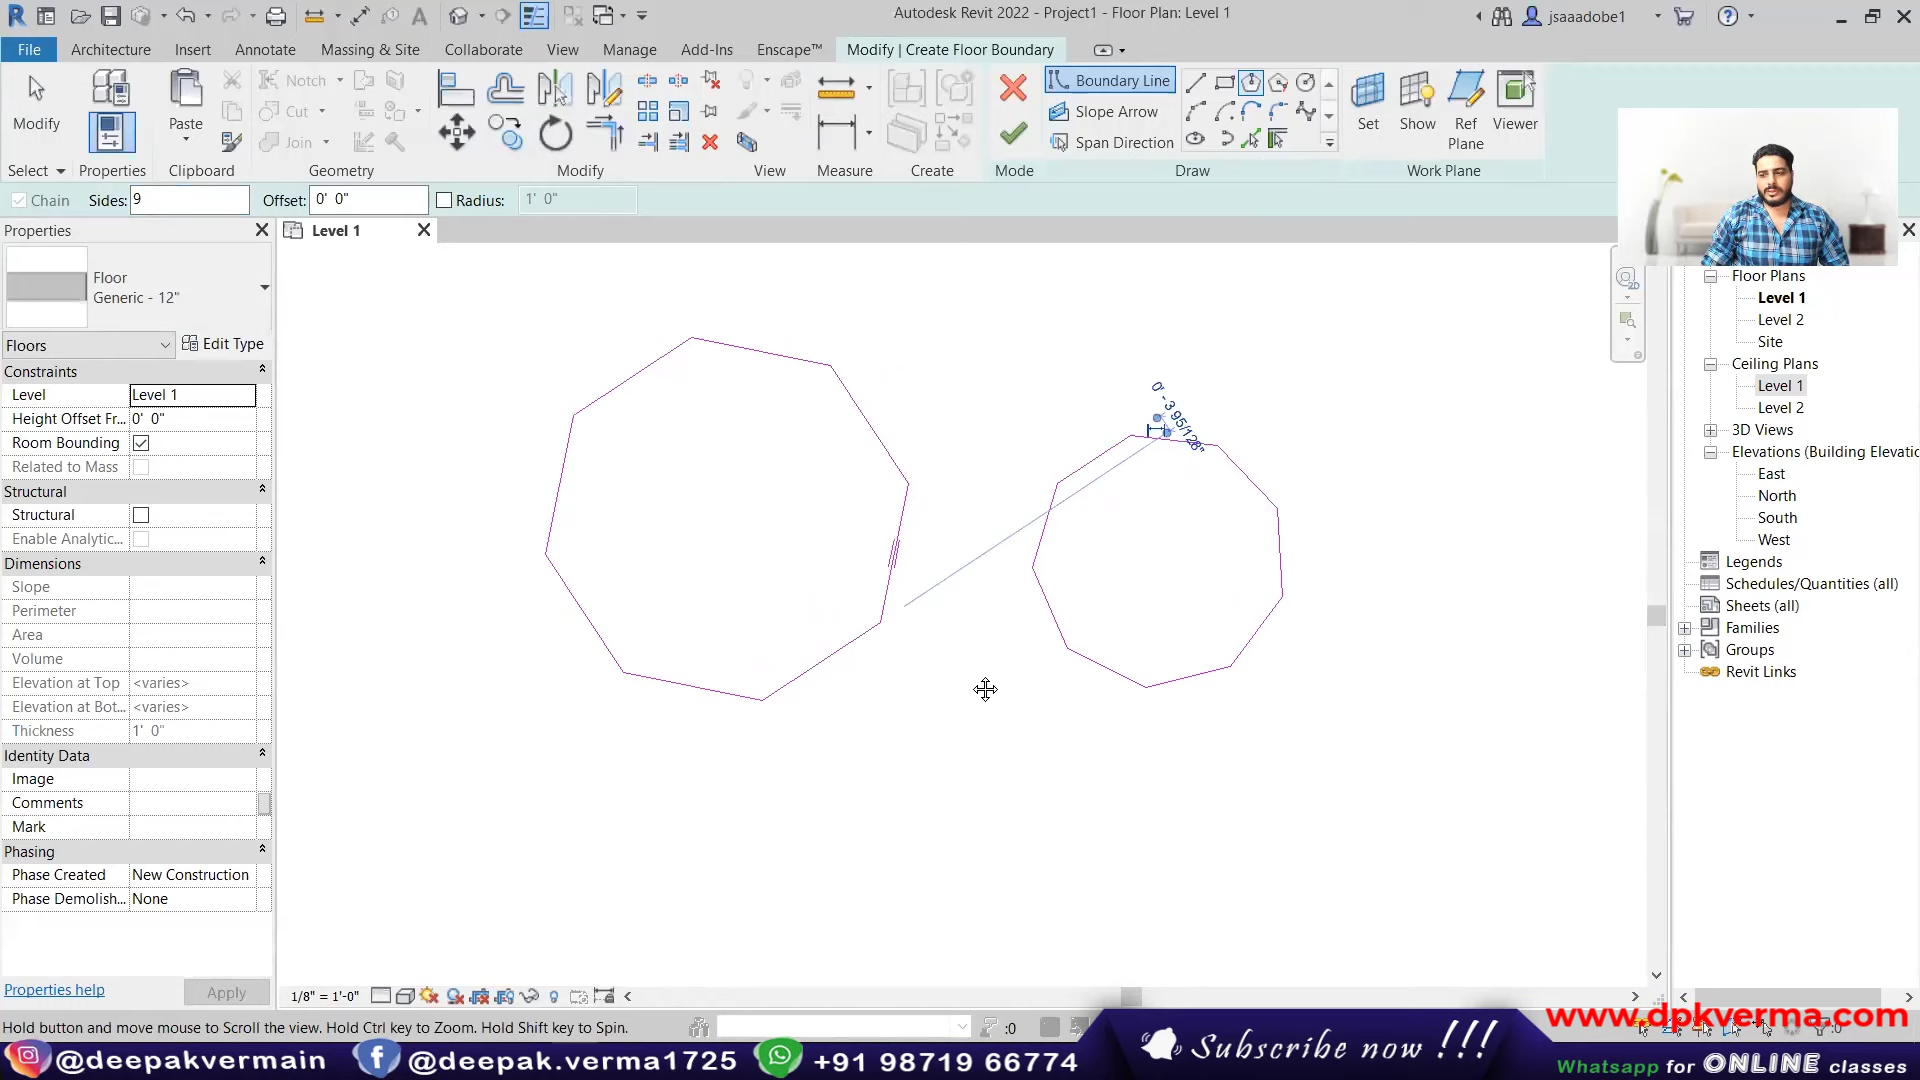 Autodesk Revit 2022 - Project1 - Floor Plan: Level 1
jsaaadobe1
File Architecture Insert Annotate Massing & Site Collaborate View Manage Add-Ins Enscape™ Modify | Create Floor Boundary
Modify
Paste
Notch
Cut
Join
Boundary Line
Slope Arrow
Span Direction
Set Show Ref Plane Viewer
Select Properties Clipboard Geometry Modify View Measure Create Mode Draw Work Plane
Chain Sides: 9 Offset: 0' 0" Radius: 1' 0"
Properties
Level 1
Floor
Generic - 12"
Floors
Edit Type
Constraints
Level Level 1
Height Offset Fr... 0' 0"
Room Bounding
Related to Mass
Structural
Structural
Enable Analytic...
Dimensions
Slope
Perimeter
Area
Volume
Elevation at Top <varies>
Elevation at Bot... <varies>
Thickness 1' 0"
Identity Data
Image
Comments
Mark
Phasing
Phase Created New Construction
Phase Demolish... None
Properties help
Apply
0' - 3 95/128"
Floor Plans
Level 1
Level 2
Site
Ceiling Plans
Level 1
Level 2
3D Views
Elevations (Building Elevatic
East
North
South
West
Legends
Schedules/Quantities (all)
Sheets (all)
Families
Groups
Revit Links
2D
1/8" = 1'-0"
Hold button and move mouse to Scroll the view. Hold Ctrl key to Zoom. Hold Shift key to Spin.
:0
:0
www.dpkverma.com
@deepakvermain
@deepak.verma1725
+91 98719 66774
Subscribe now !!!
Whatsapp for ONLINE classes